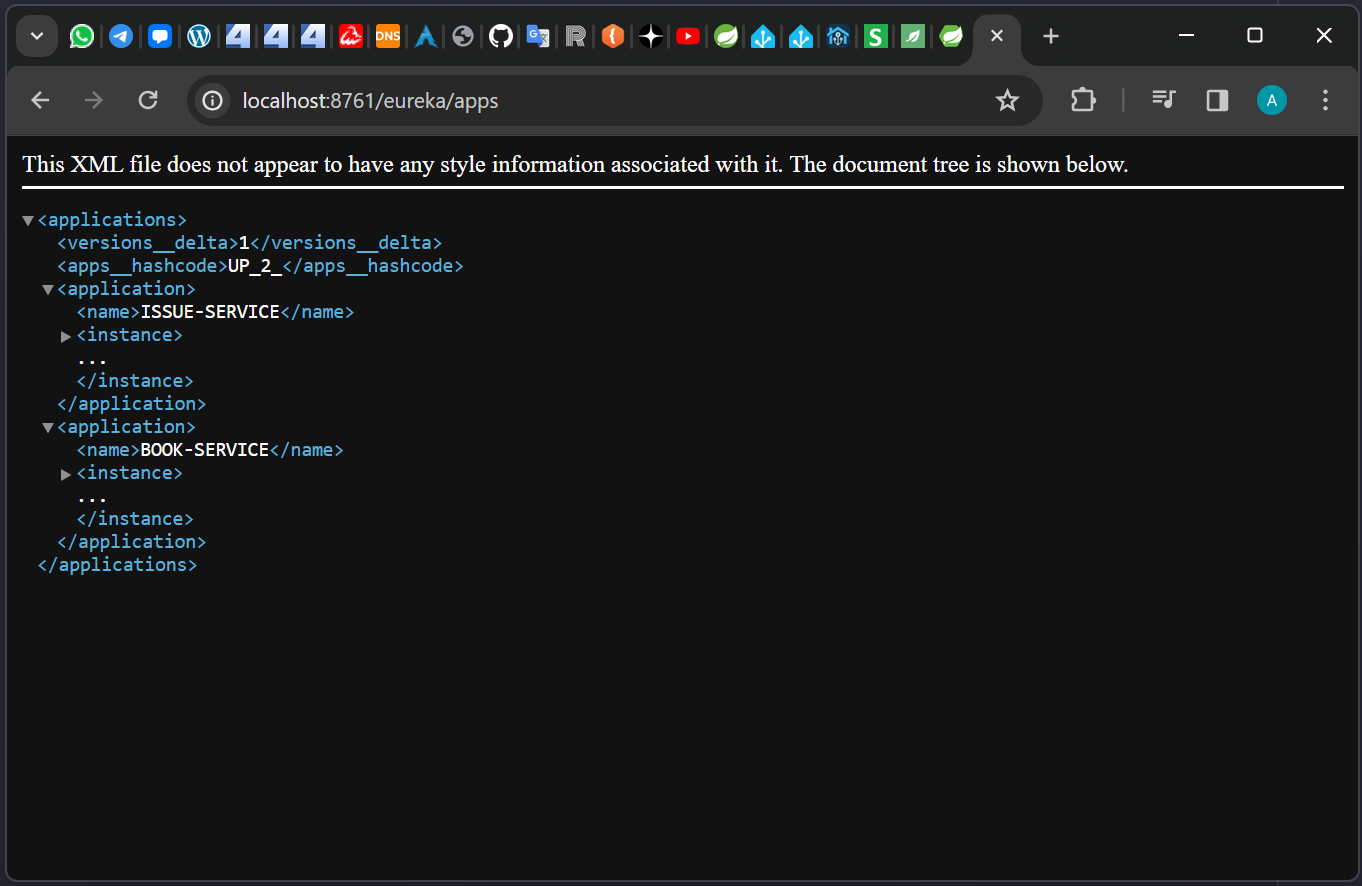 DNS
localhost:8761/eureka/apps
A
This XML file does not appear to have any style information associated with it. The document tree is shown below.
<applications>
<versions__delta>1</versions__delta>
<apps__hashcode>UP_2_</apps__hashcode>
<application>
<name>ISSUE-SERVICE</name>
<instance>
...
</instance>
</application>
<application>
<name>BOOK-SERVICE</name>
<instance>
...
</instance>
</application>
</applications>